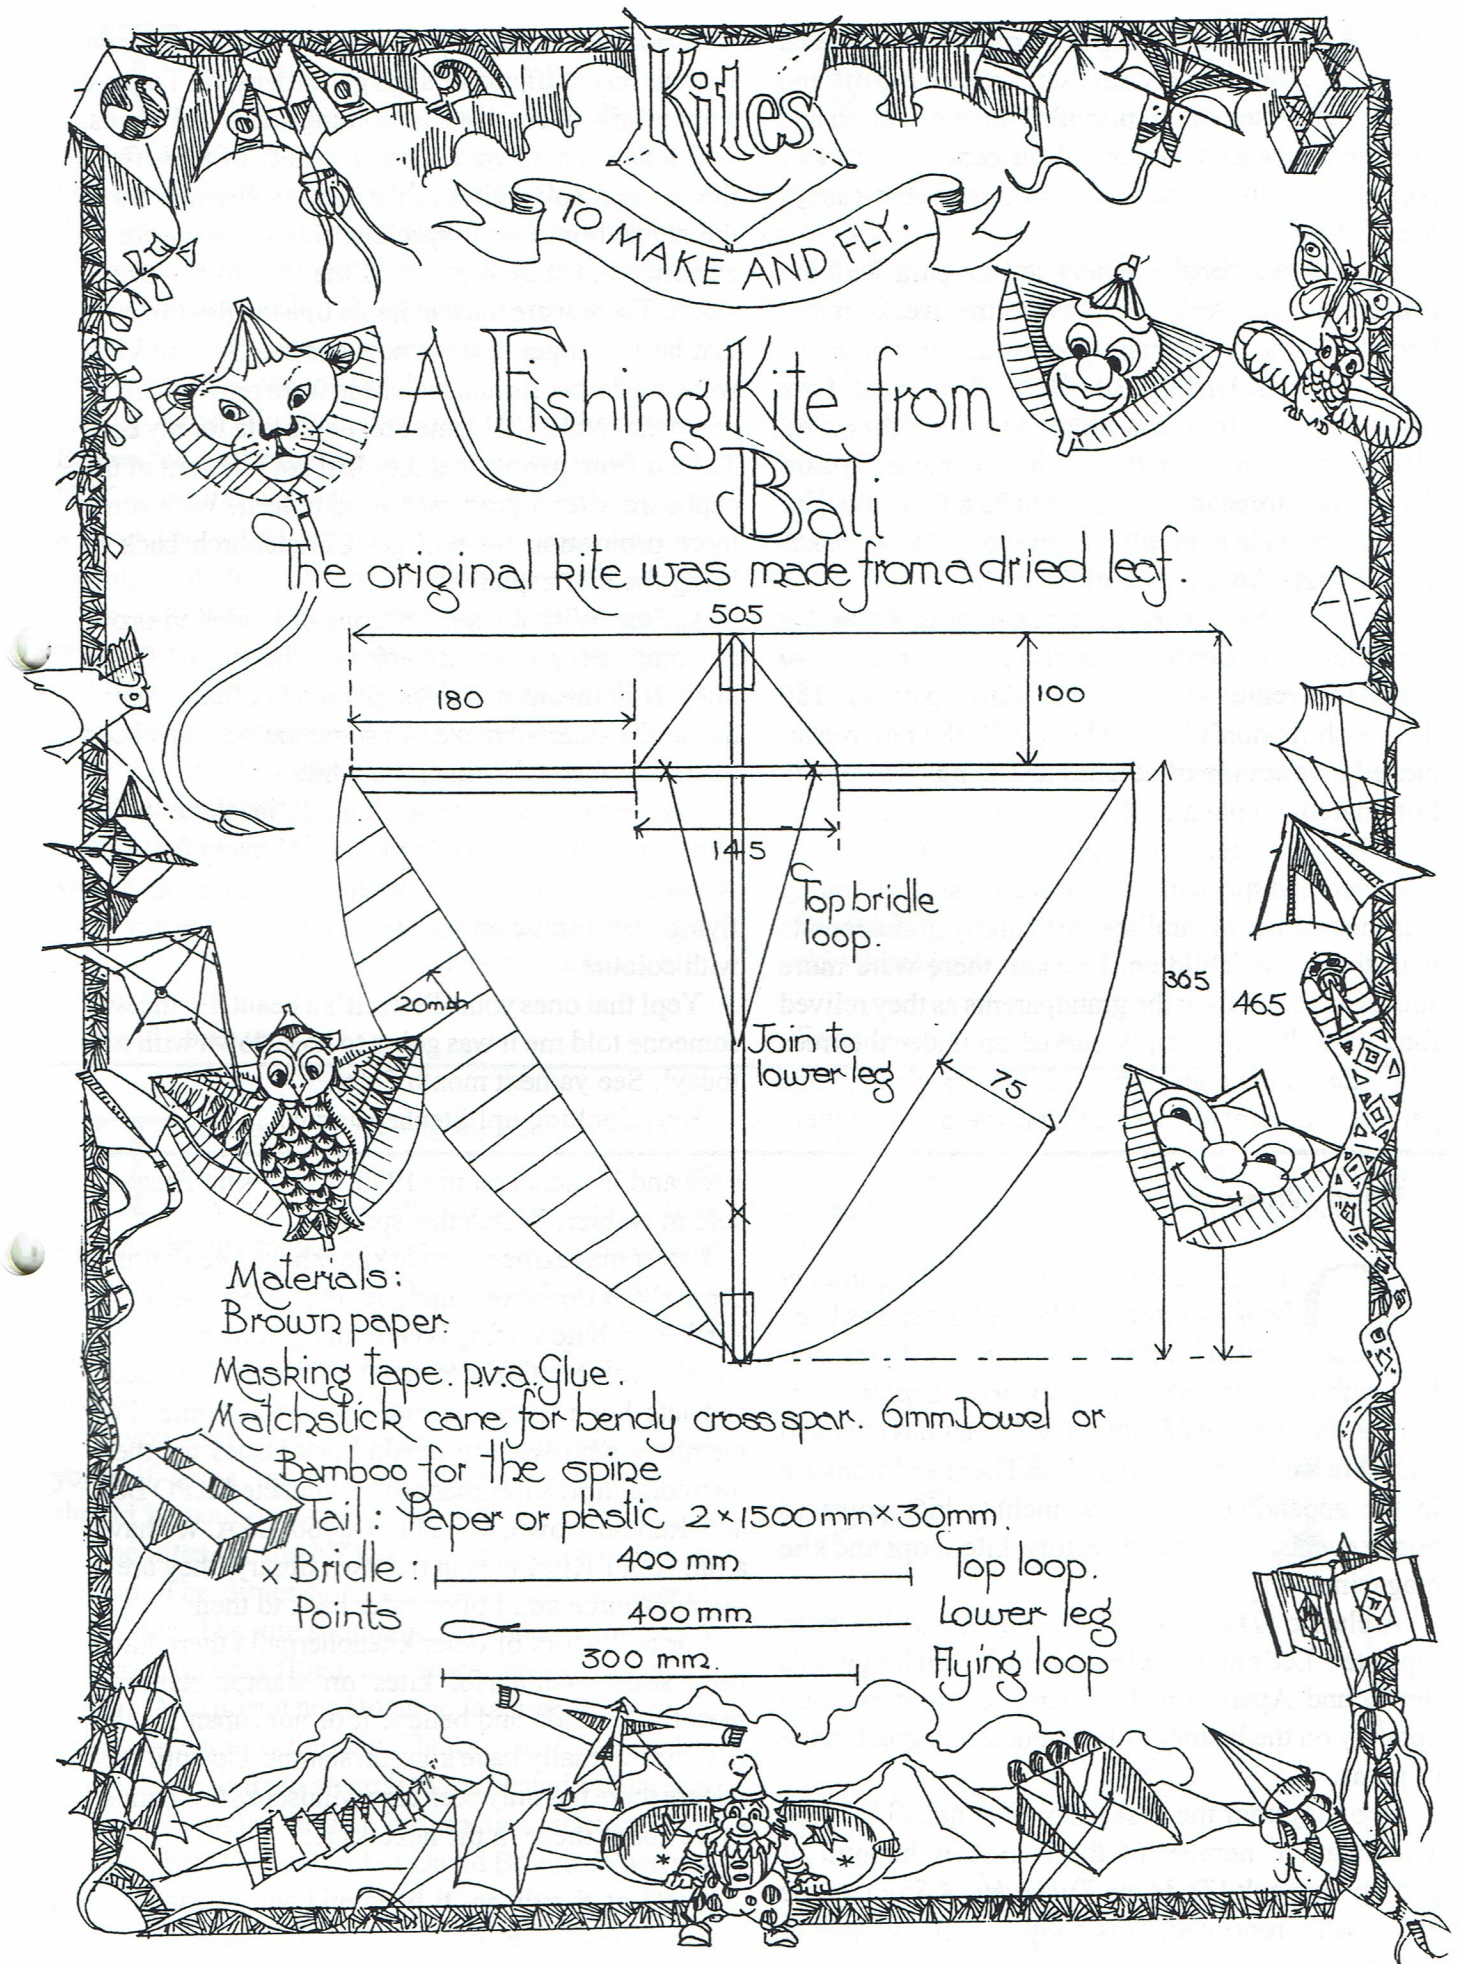 Kites
TO MAKE AND FLY.
A Fishing Kite from
Bali
The original kite was made from a dried leaf.
505
180
100
145
Top bridle
loop.
20mm
365
465
Join to
lower leg
75
Materials:
Brown paper
Masking tape. p.v.a. Glue.
Matchstick cane for bendy cross spar. 6mm Dowel or
Bamboo for the spine
Tail: Paper or plastic 2 × 1500 mm × 30mm.
x Bridle: 400 mm Top loop.
Points 400 mm Lower leg
300 mm. Flying loop